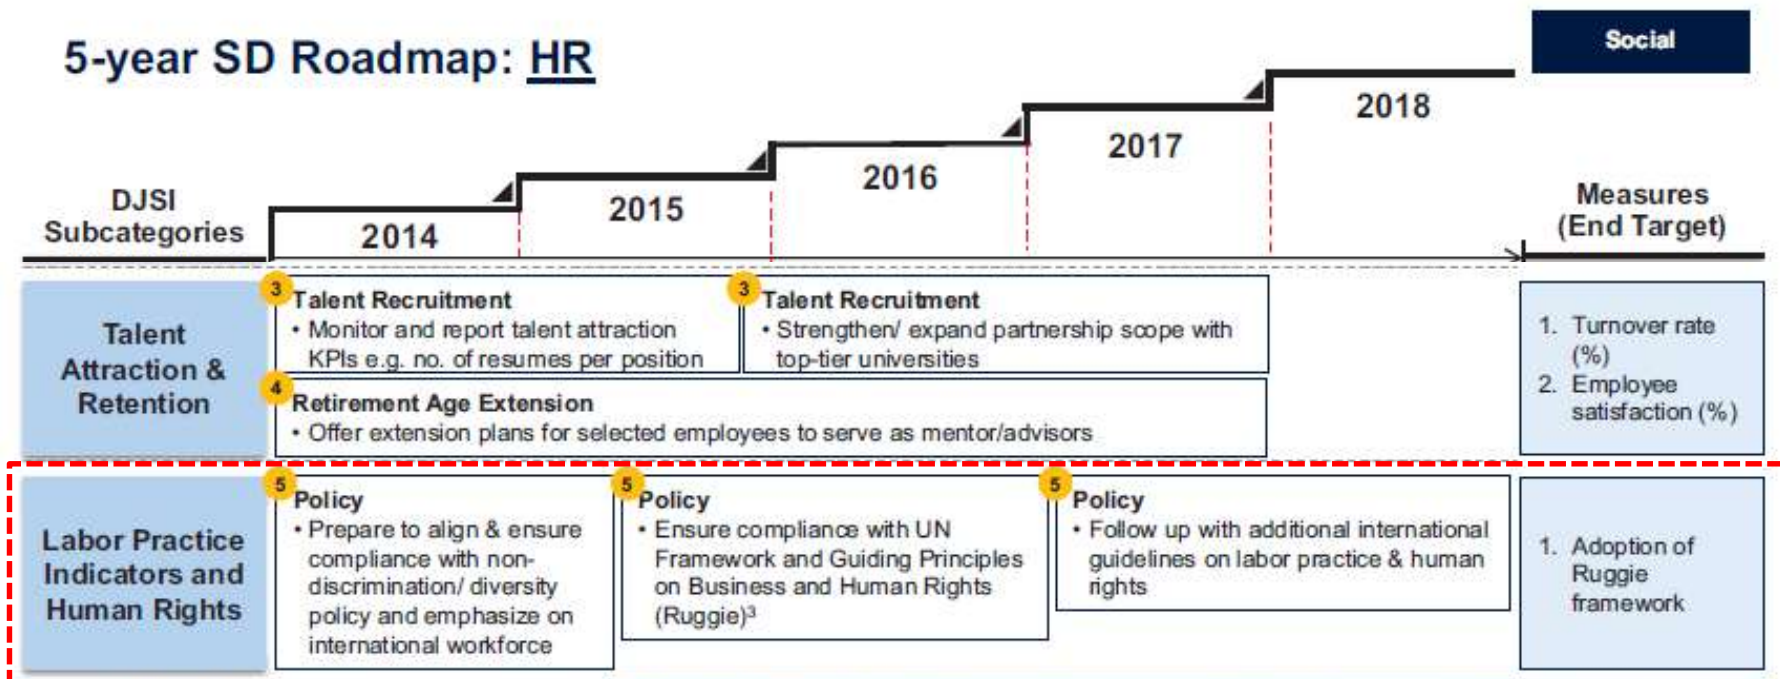 5-year SD Roadmap: HR
Social
2014
2015
2016
2017
2018
DJSI
Subcategories
Measures
(End Target)
Talent
Attraction &
Retention
3
Talent Recruitment
• Monitor and report talent attraction
KPIs e.g. no. of resumes per position
3
Talent Recruitment
• Strengthen/ expand partnership scope with
top-tier universities
4
Retirement Age Extension
• Offer extension plans for selected employees to serve as mentor/advisors
1. Turnover rate
(%)
2. Employee
satisfaction (%)
Labor Practice
Indicators and
Human Rights
5
Policy
• Prepare to align & ensure
compliance with non-
discrimination/ diversity
policy and emphasize on
international workforce
5
Policy
• Ensure compliance with UN
Framework and Guiding Principles
on Business and Human Rights
(Ruggie)³
5
Policy
• Follow up with additional international
guidelines on labor practice & human
rights
1. Adoption of
Ruggie
framework